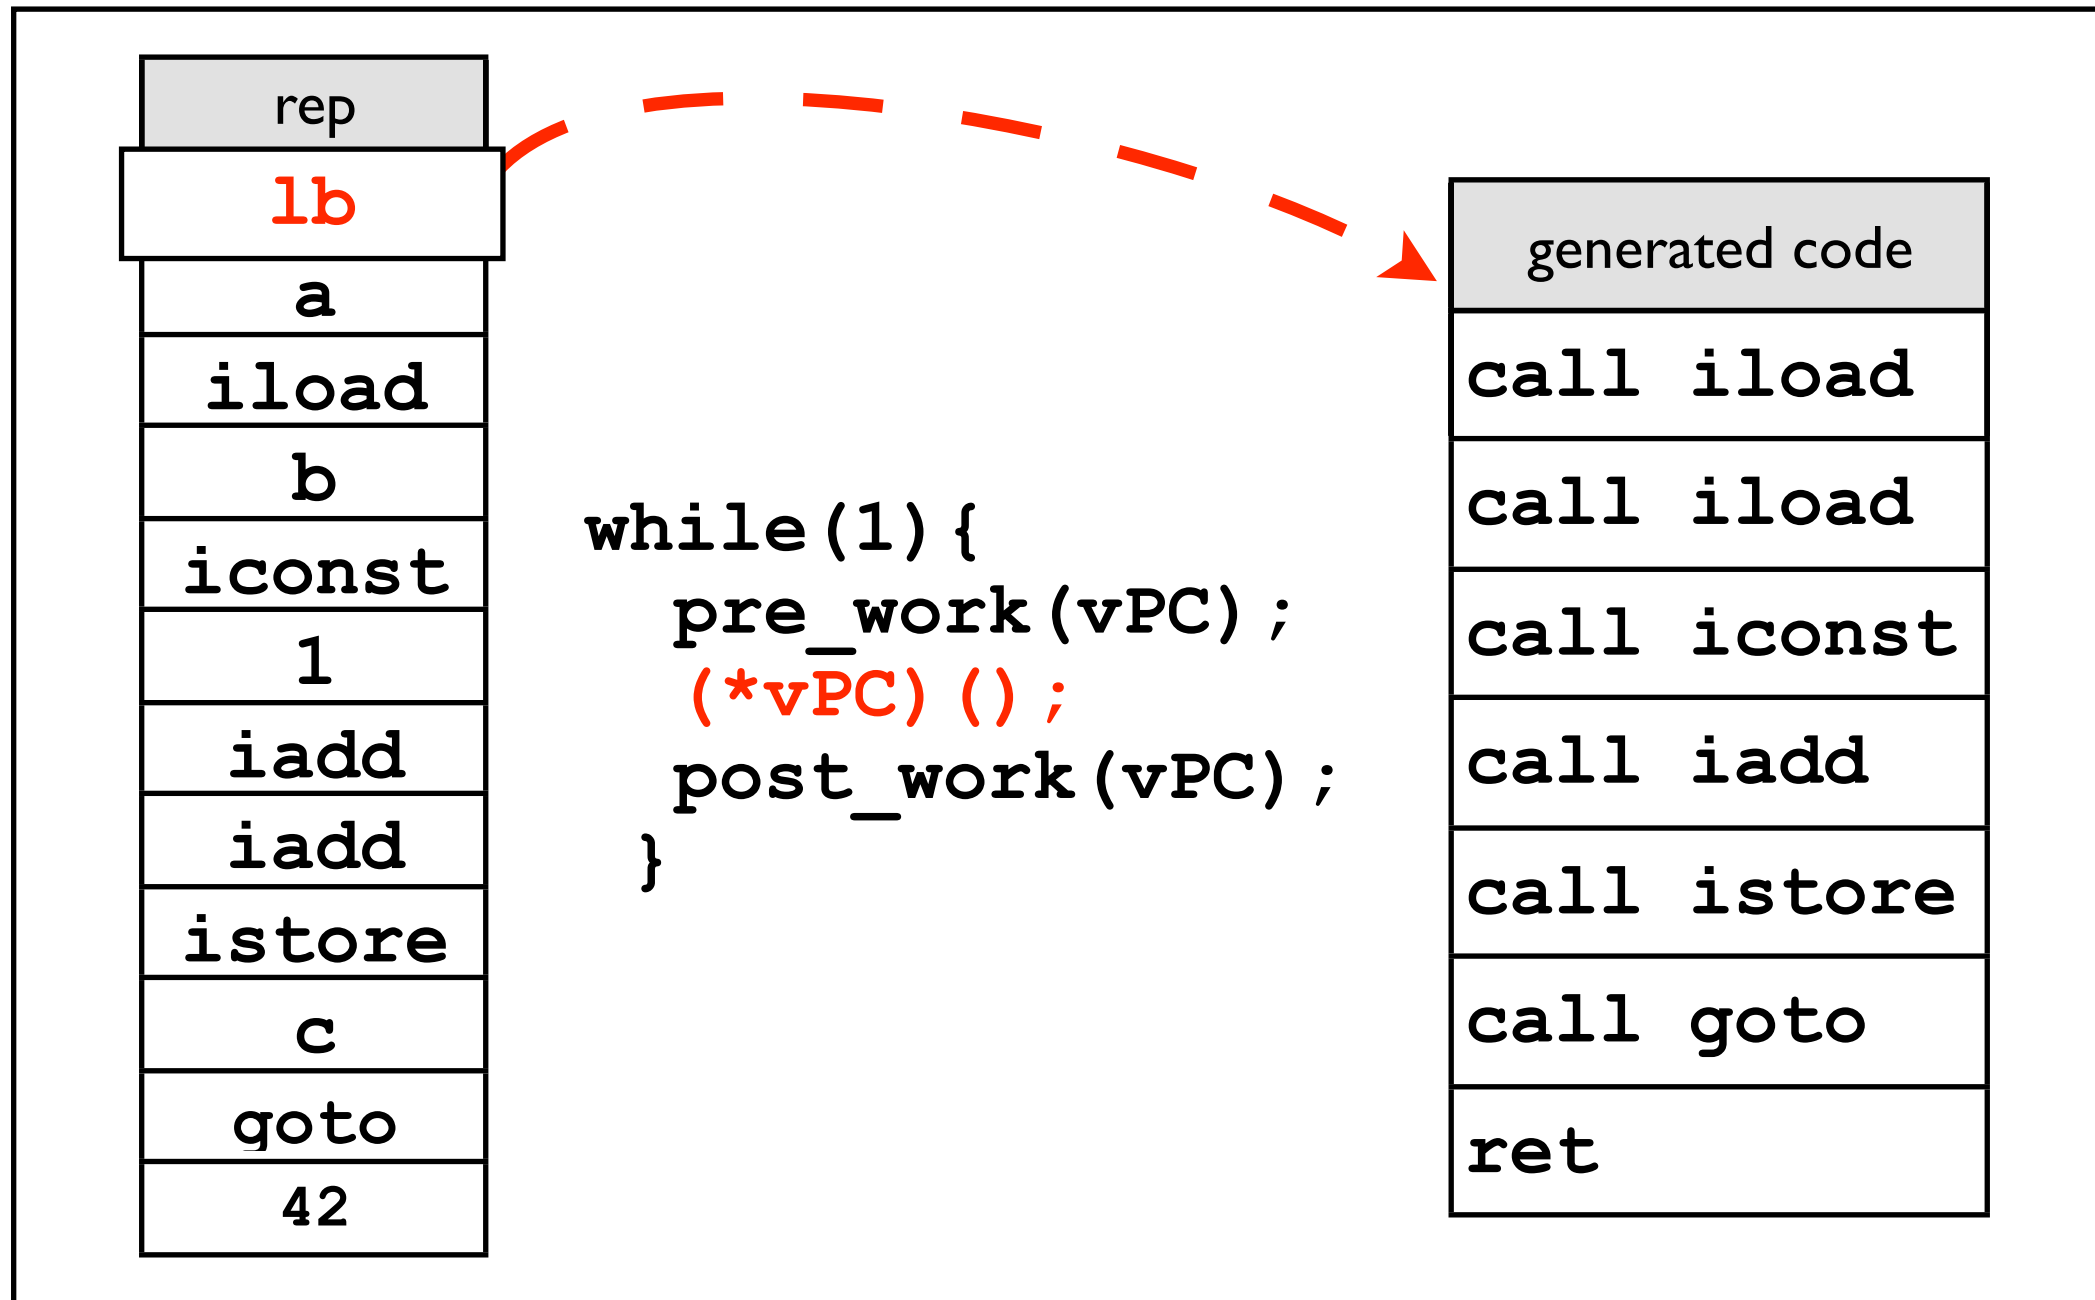 rep
lb
a
iload
b
iconst
1
iadd
iadd
istore
c
goto
42
while(1){
pre_work(vPC);
(*vPC)();
post_work(vPC);
}
generated code
call iload
call iload
call iconst
call iadd
call istore
call goto
ret